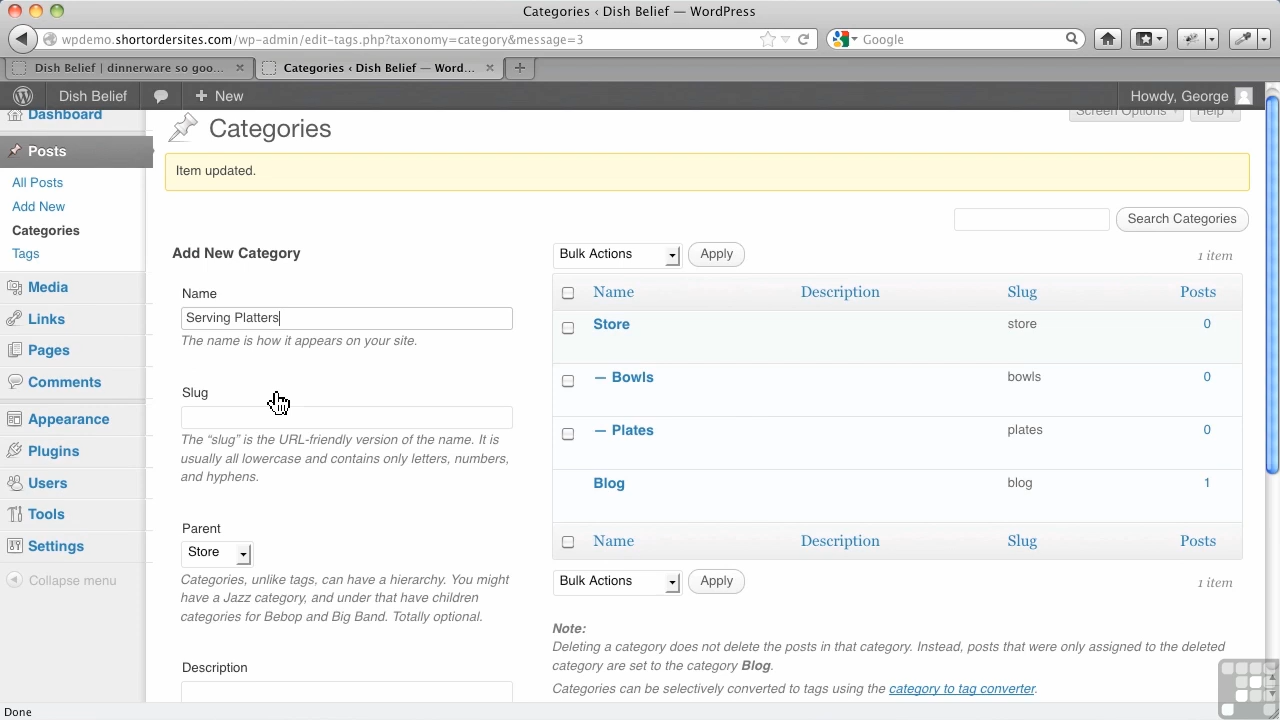 Categories ‹ Dish Belief — WordPress
wpdemo.shortordersites.com/wp-admin/edit-tags.php?taxonomy=category&message=3
Google
Dish Belief | dinnerware so goo...
Categories ‹ Dish Belief — Word...
Dish Belief
+ New
Howdy, George
Dashboard
Screen Options
Help
Categories
Posts
Item updated.
All Posts
Add New
Categories
Tags
Search Categories
Add New Category
Bulk Actions
Apply
1 item
Media
Links
Pages
Comments
Appearance
Plugins
Users
Tools
Settings
Collapse menu
Name
Serving Platters
The name is how it appears on your site.
Slug
The “slug” is the URL-friendly version of the name. It is
usually all lowercase and contains only letters, numbers,
and hyphens.
Parent
Store
Categories, unlike tags, can have a hierarchy. You might
have a Jazz category, and under that have children
categories for Bebop and Big Band. Totally optional.
Description
Name Description Slug Posts
Store store 0
— Bowls bowls 0
— Plates plates 0
Blog blog 1
Name Description Slug Posts
Bulk Actions
Apply
1 item
Note:
Deleting a category does not delete the posts in that category. Instead, posts that were only assigned to the deleted
category are set to the category Blog.
Categories can be selectively converted to tags using the category to tag converter.
Done